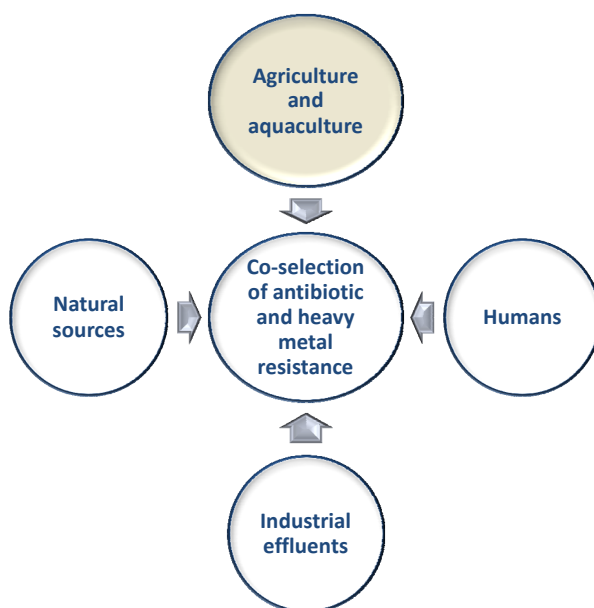 Agriculture
and
aquaculture
Natural
sources
Co-selection
of antibiotic
and heavy
metal
resistance
Humans
Industrial
effluents